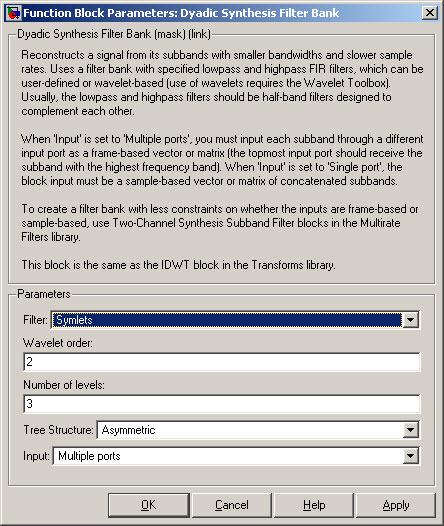 Function Block Parameters: Dyadic Synthesis Filter Bank
Dyadic Synthesis Filter Bank (mask) (link)
Reconstructs a signal from its subbands with smaller bandwidths and slower sample
rates. Uses a filter bank with specified lowpass and highpass FIR filters, which can be
user-defined or wavelet-based (use of wavelets requires the Wavelet Toolbox).
Usually, the lowpass and highpass filters should be half-band filters designed to
complement each other.
When 'Input' is set to 'Multiple ports', you must input each subband through a different
input port as a frame-based vector or matrix (the topmost input port should receive the
subband with the highest frequency band). When 'Input' is set to 'Single port', the
block input must be a sample-based vector or matrix of concatenated subbands.
To create a filter bank with less constraints on whether the inputs are frame-based or
sample-based, use Two-Channel Synthesis Subband Filter blocks in the Multirate
Filters library.
This block is the same as the IDWT block in the Transforms library.
Parameters
Filter: Symlets
Wavelet order:
2
Number of levels:
3
Tree Structure: Asymmetric
Input: Multiple ports
OK Cancel Help Apply